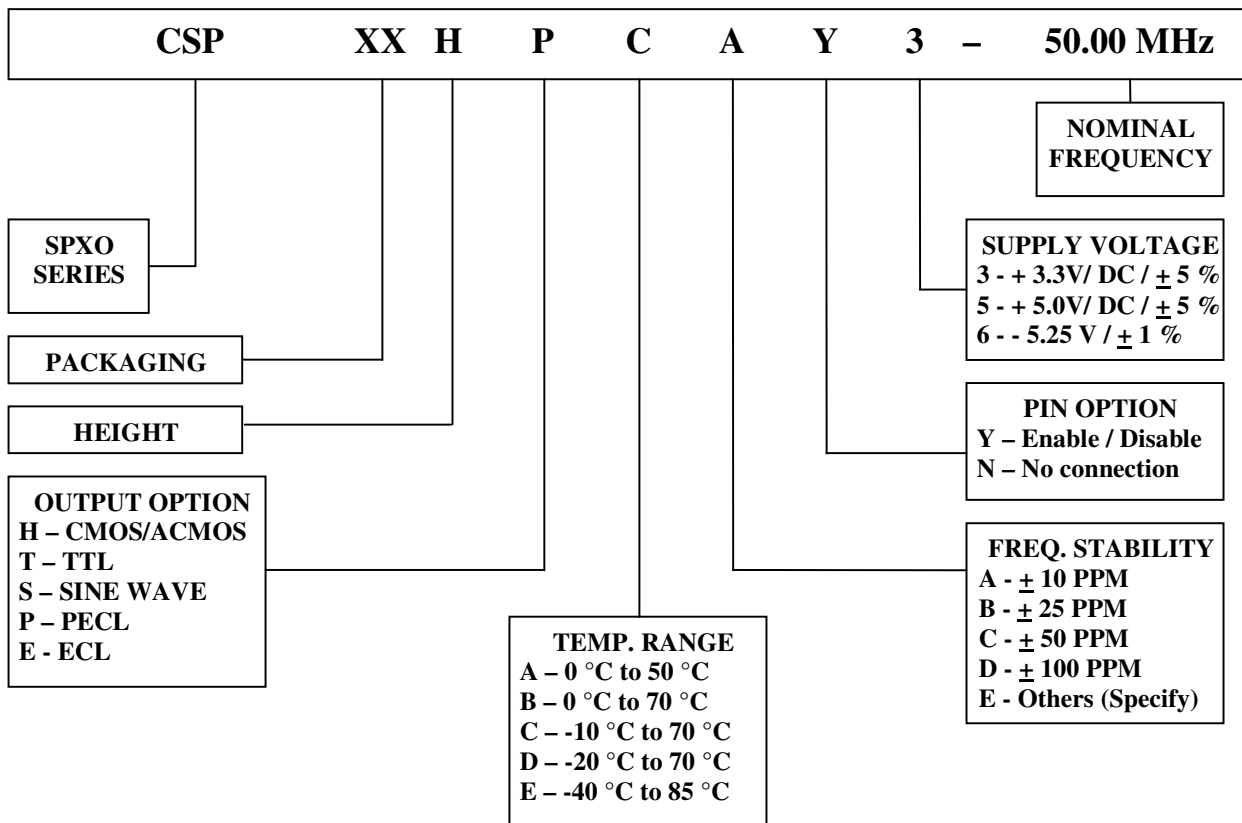 CSP XX H P C A Y 3 – 50.00 MHz
NOMINAL
FREQUENCY
SPXO
SERIES
SUPPLY VOLTAGE
3 - + 3.3V/ DC / ± 5 %
5 - + 5.0V/ DC / ± 5 %
6 - - 5.25 V / ± 1 %
PACKAGING
HEIGHT
PIN OPTION
Y – Enable / Disable
N – No connection
OUTPUT OPTION
H – CMOS/ACMOS
T – TTL
S – SINE WAVE
P – PECL
E - ECL
FREQ. STABILITY
A - ± 10 PPM
B - ± 25 PPM
C - ± 50 PPM
D - ± 100 PPM
E - Others (Specify)
TEMP. RANGE
A – 0 °C to 50 °C
B – 0 °C to 70 °C
C – -10 °C to 70 °C
D – -20 °C to 70 °C
E – -40 °C to 85 °C